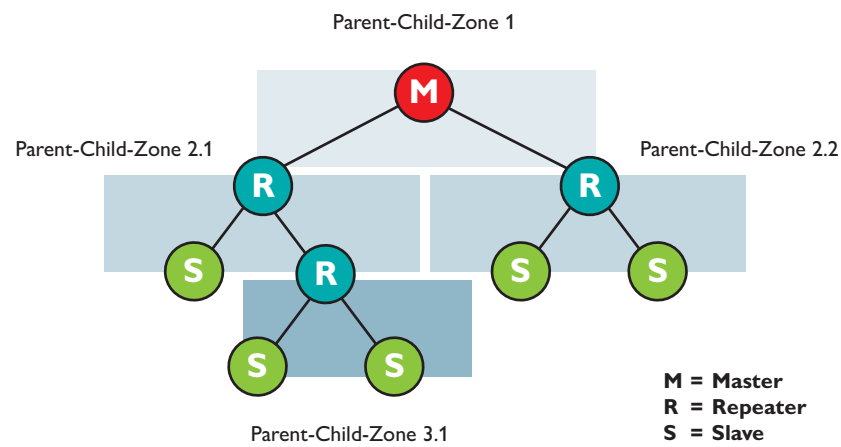 Parent-Child-Zone 1
M
Parent-Child-Zone 2.1
Parent-Child-Zone 2.2
R
R
S
R
S
S
S
S
M = Master
R = Repeater
S = Slave
Parent-Child-Zone 3.1